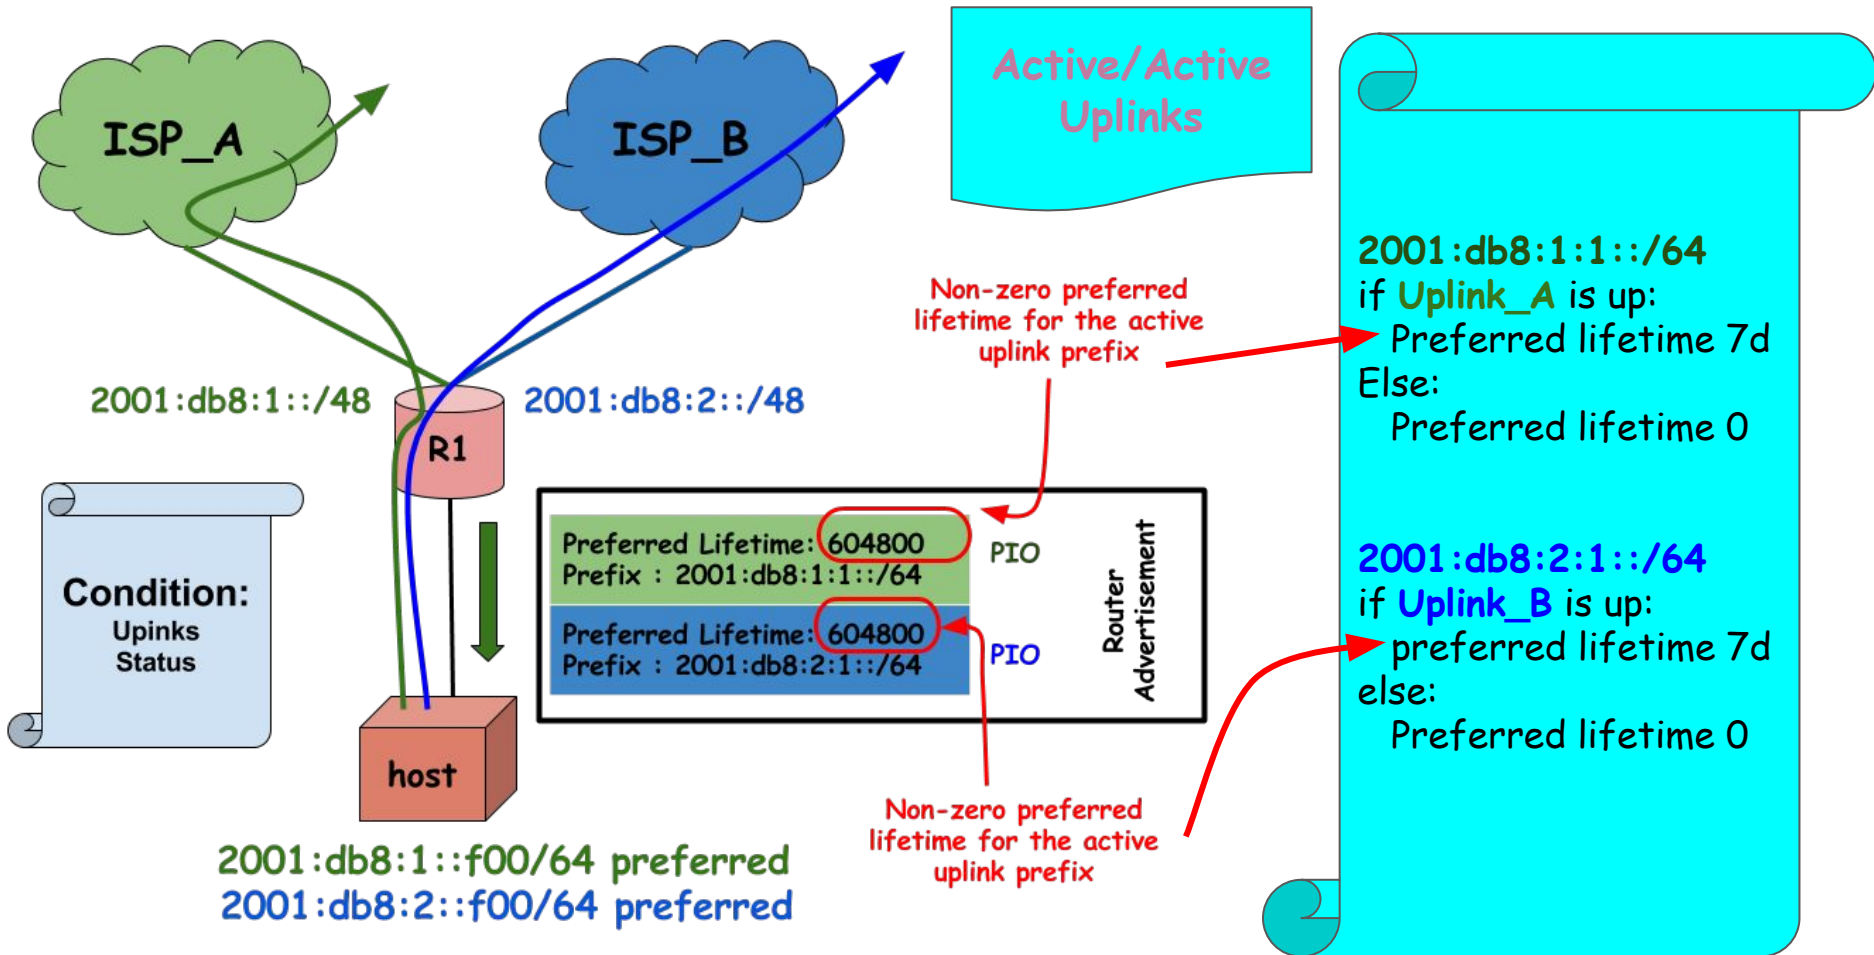 ISP_A
ISP_B
Active/Active
Uplinks
2001:db8:1::/48
2001:db8:2::/48
R1
Condition:
Upinks
Status
host
2001:db8:1::f00/64 preferred
2001:db8:2::f00/64 preferred
Non-zero preferred
lifetime for the active
uplink prefix
Preferred Lifetime: 604800
Prefix : 2001:db8:1:1::/64
PIO
Preferred Lifetime: 604800
Prefix : 2001:db8:2:1::/64
PIO
Router
Advertisement
Non-zero preferred
lifetime for the active
uplink prefix
2001:db8:1:1::/64
if Uplink_A is up:
Preferred lifetime 7d
Else:
Preferred lifetime 0
2001:db8:2:1::/64
if Uplink_B is up:
preferred lifetime 7d
else:
Preferred lifetime 0